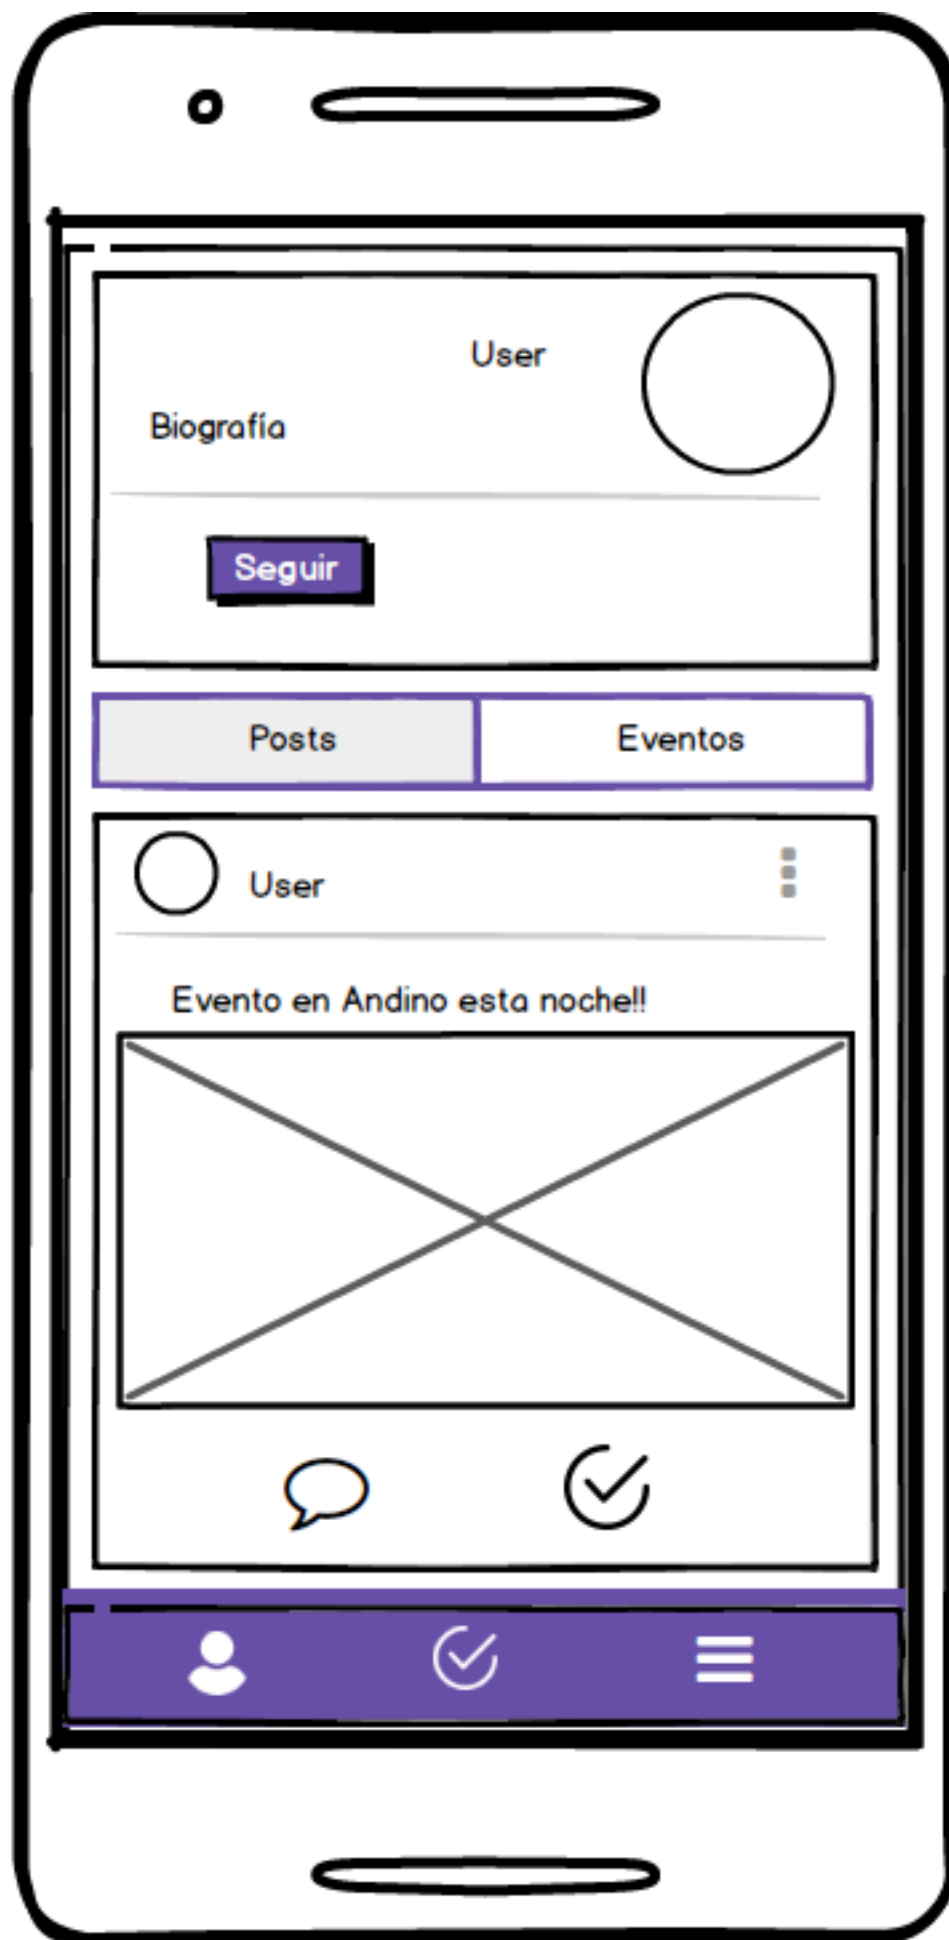 User
Biografía
Seguir
Posts
Eventos
User
Evento en Andino esta noche!!